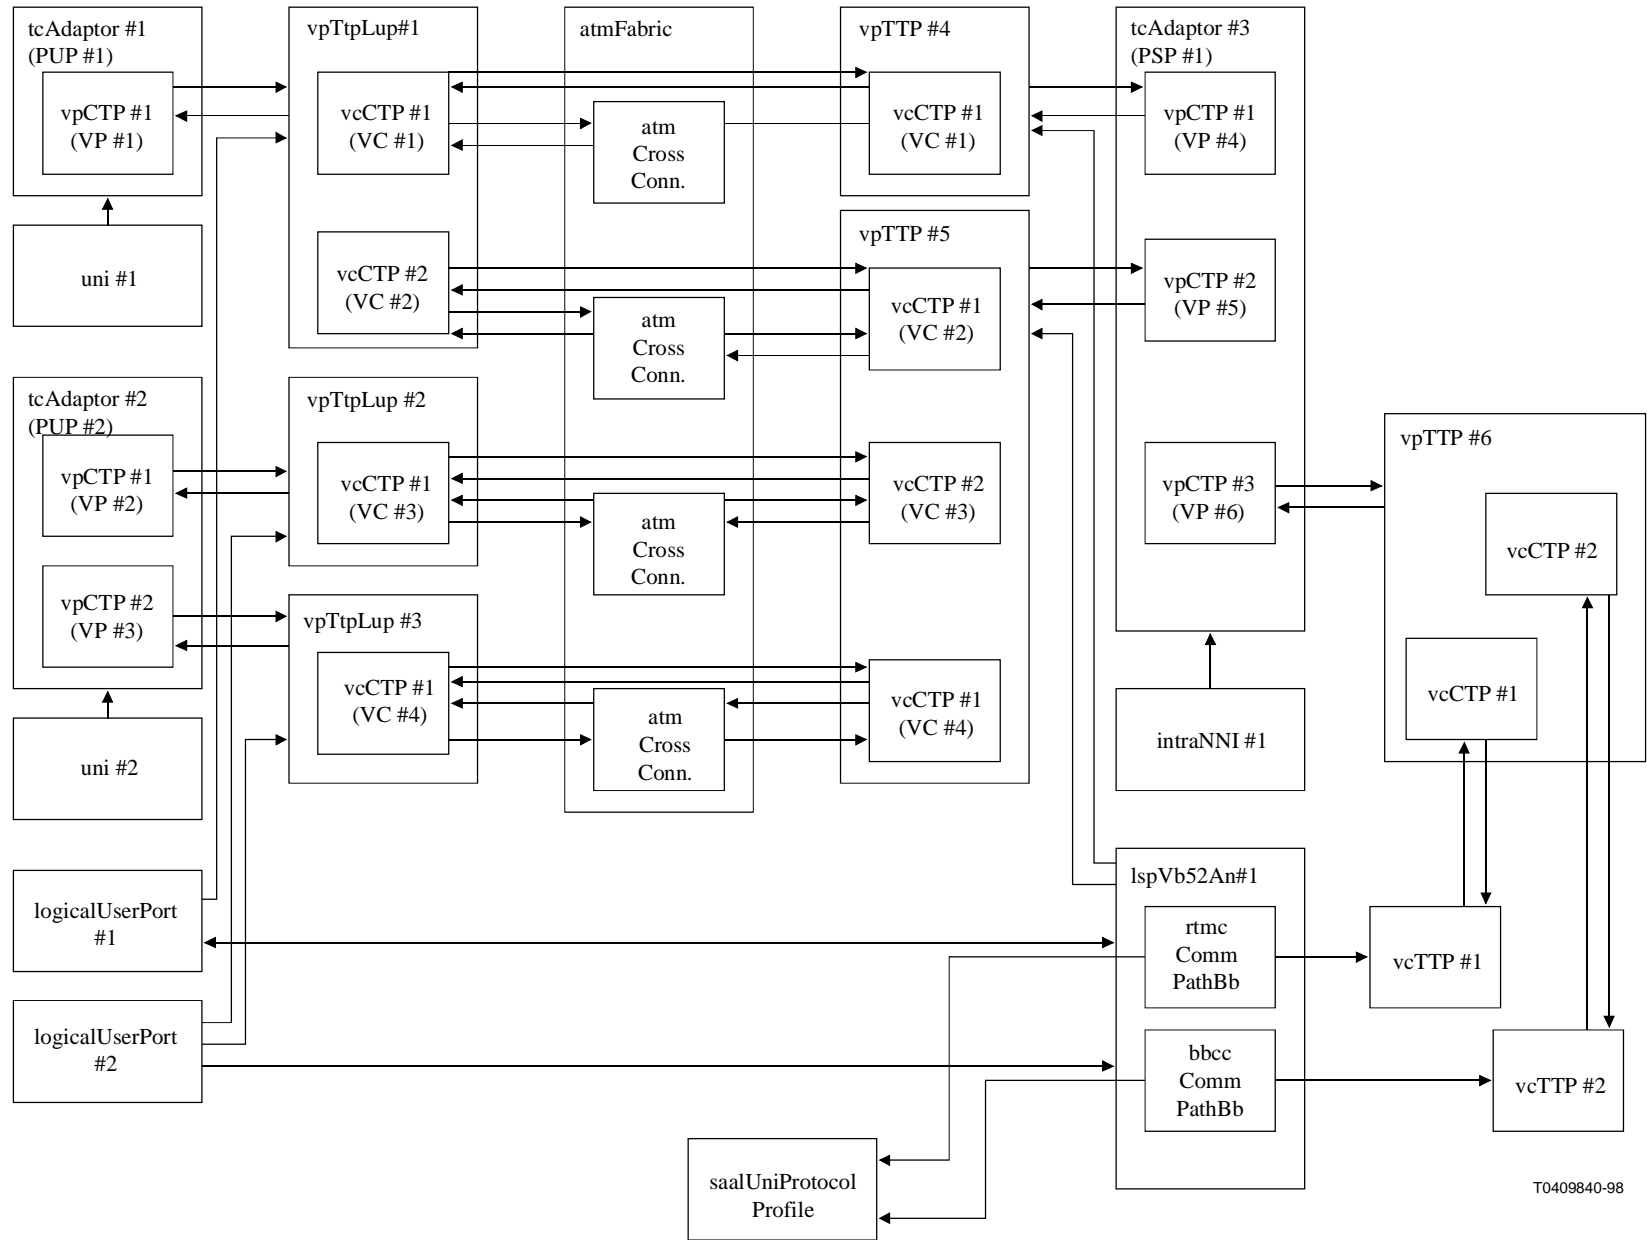 tcAdaptor #1
(PUP #1)
vpCTP #1
(VP #1)
uni #1
vpTtpLup#1
vcCTP #1
(VC #1)
vcCTP #2
(VC #2)
atmFabric
atm
Cross
Conn.
atm
Cross
Conn.
vpTTP #4
vcCTP #1
(VC #1)
vpTTP #5
vcCTP #1
(VC #2)
tcAdaptor #3
(PSP #1)
vpCTP #1
(VP #4)
vpCTP #2
(VP #5)
vpCTP #3
(VP #6)
tcAdaptor #2
(PUP #2)
vpCTP #1
(VP #2)
vpCTP #2
(VP #3)
uni #2
vpTtpLup #2
vcCTP #1
(VC #3)
vpTtpLup #3
vcCTP #1
(VC #4)
atm
Cross
Conn.
atm
Cross
Conn.
vcCTP #2
(VC #3)
vcCTP #1
(VC #4)
intraNNI #1
vpTTP #6
vcCTP #2
vcCTP #1
logicalUserPort
#1
logicalUserPort
#2
lspVb52An#1
rtmc
Comm
PathBb
bbcc
Comm
PathBb
vcTTP #1
vcTTP #2
saalUniProtocol
Profile
T0409840-98